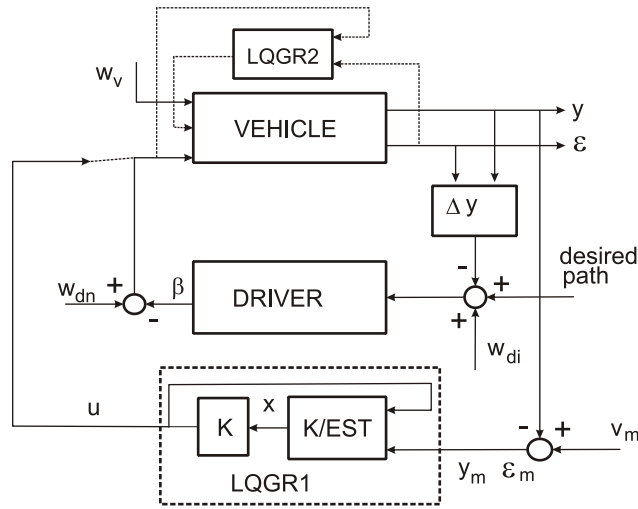 LQGR2
w_v
VEHICLE
y
ε
Δ y
desired
path
-
+
+
w_di
DRIVER
β
w_dn
+
-
u
K
x
K/EST
LQGR1
y_m ε_m
-
+
v_m